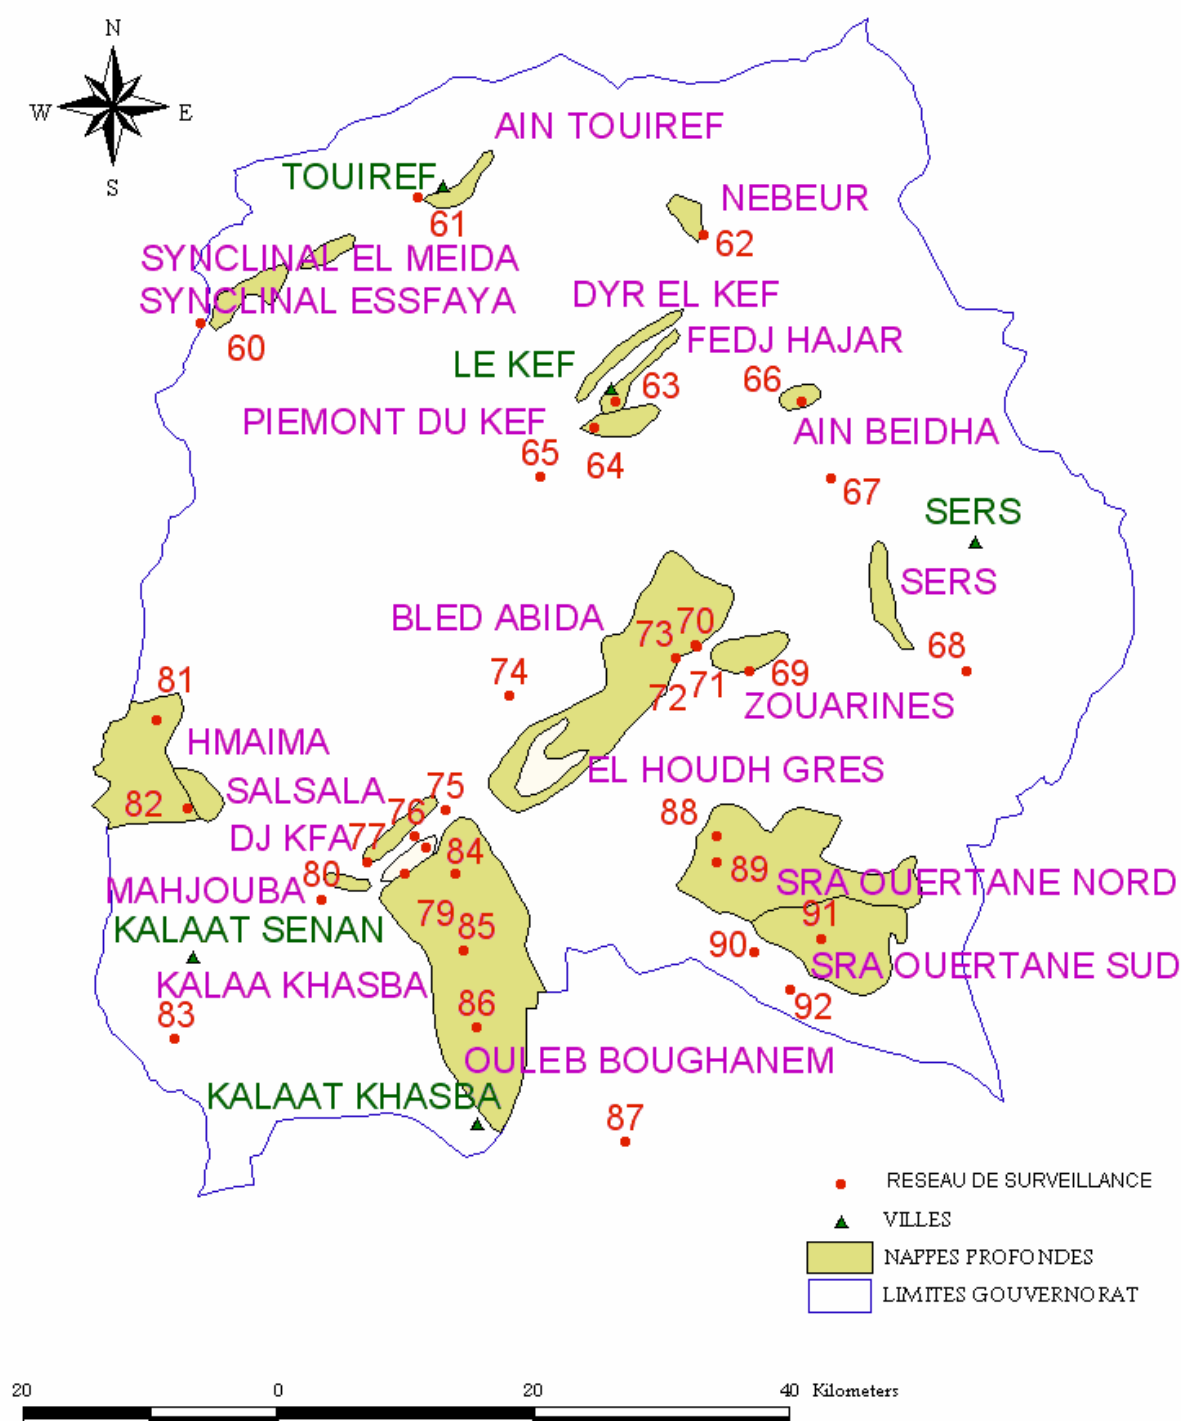 N
W E
S
AIN TOUIREF
TOUIREF
NEBEUR
61
62
SYNCLINAL EL MEIDA
SYNCLINAL ESSFAYA
DYR EL KEF
60
FEDJ HAJAR
LE KEF
63
66
PIEMONT DU KEF
AIN BEIDHA
65
64
67
SERS
SERS
BLED ABIDA
73 70
74
68
72 71 69
ZOUARINES
81
HMAIMA
EL HOUDH GRES
SALSALA
75
82
76
88
DJ KFA
77
84
80
89
MAHJOUBA
SRA OUERTANE NORD
79
91
KALAAT SENAN
85
90
SRA OUERTANE SUD
KALAA KHASBA
83
86
92
OULEB BOUGHANEM
KALAAT KHASBA
87
RESEAU DE SURVEILLANCE
VILLES
NAPPES PROFONDES
LIMITES GOUVERNORAT
20 0 20 40 Kilometers